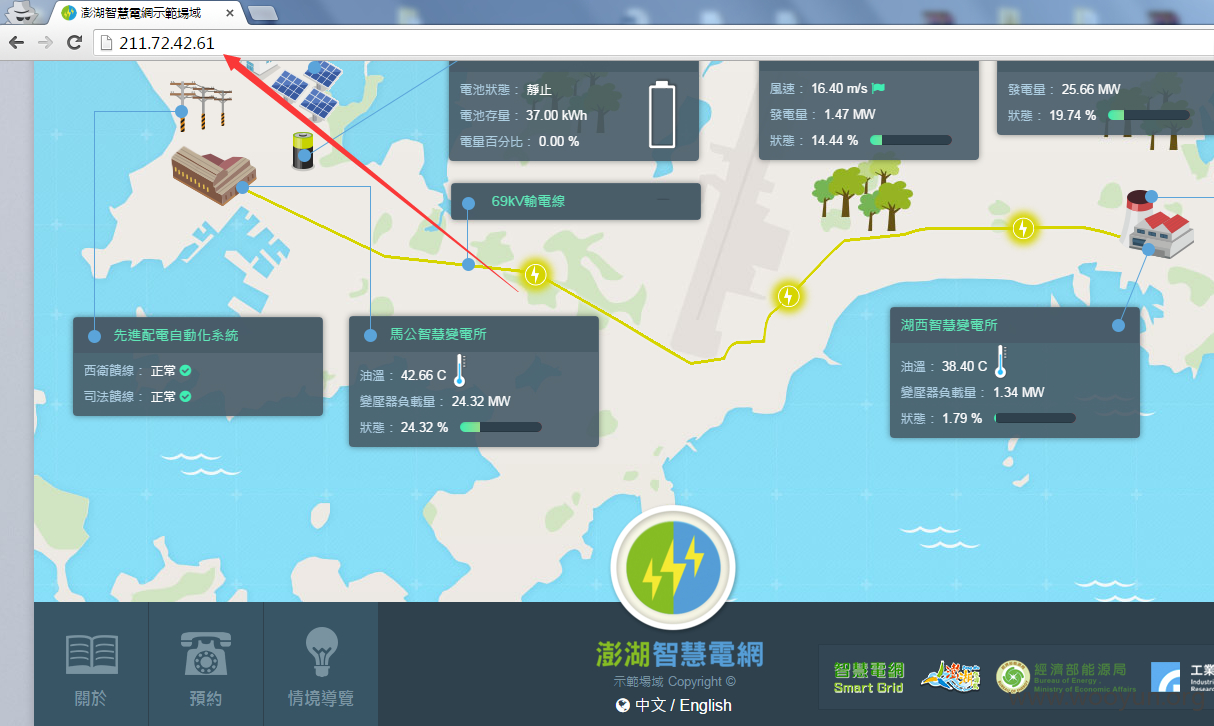 澎湖智慧電網示範場域
211.72.42.61
電池狀態： 靜止
電池存量： 37.00 kWh
電量百分比： 0.00 %
風速： 16.40 m/s
發電量： 1.47 MW
狀態： 14.44 %
發電量： 25.66 MW
狀態： 19.74 %
69kV輸電線
先進配電自動化系統
西衛饋線： 正常
司法饋線： 正常
馬公智慧變電所
油溫： 42.66 C
變壓器負載量： 24.32 MW
狀態： 24.32 %
湖西智慧變電所
油溫： 38.40 C
變壓器負載量： 1.34 MW
狀態： 1.79 %
關於
預約
情境導覽
澎湖智慧電網
示範場域 Copyright ©
中文 / English
智慧電網
Smart Grid
澎湖
經濟部能源局
Bureau of Energy,
Ministry of Economic Affairs
工業
Industri
Resear